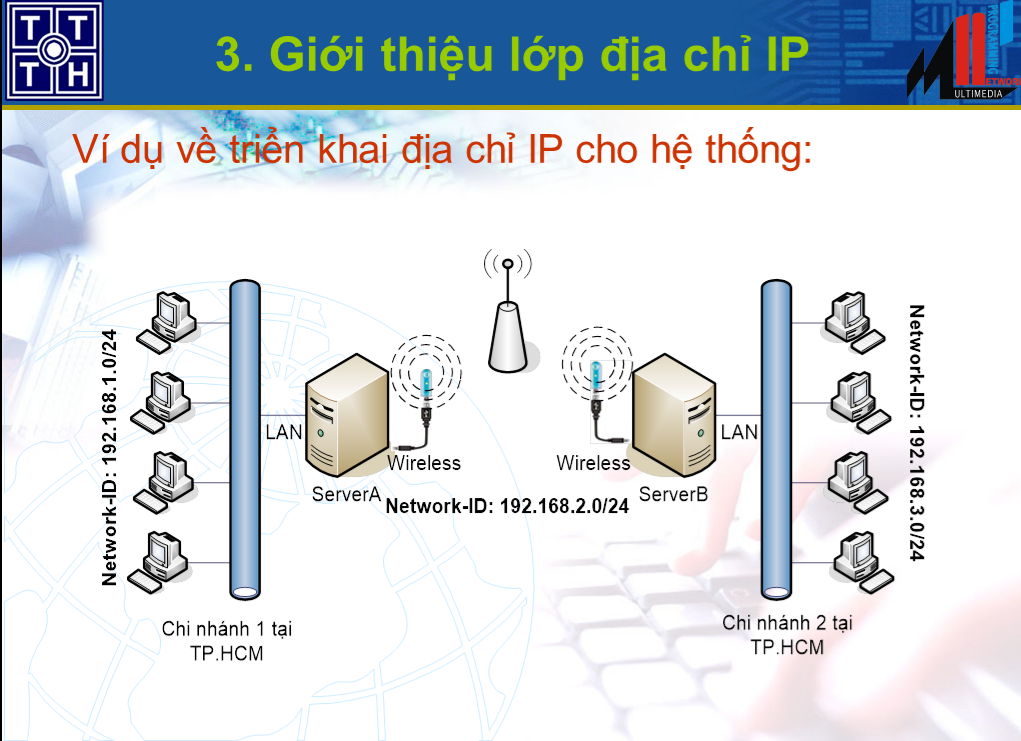 T T
T H
3. Giới thiệu lớp địa chỉ IP
PROGRAMMING
NETWORK
ULTIMEDIA
Ví dụ về triển khai địa chỉ IP cho hệ thống:
Network-ID: 192.168.1.0/24
LAN
Wireless
ServerA
Network-ID: 192.168.2.0/24
Wireless
ServerB
LAN
Network-ID: 192.168.3.0/24
Chi nhánh 1 tại
TP.HCM
Chi nhánh 2 tại
TP.HCM